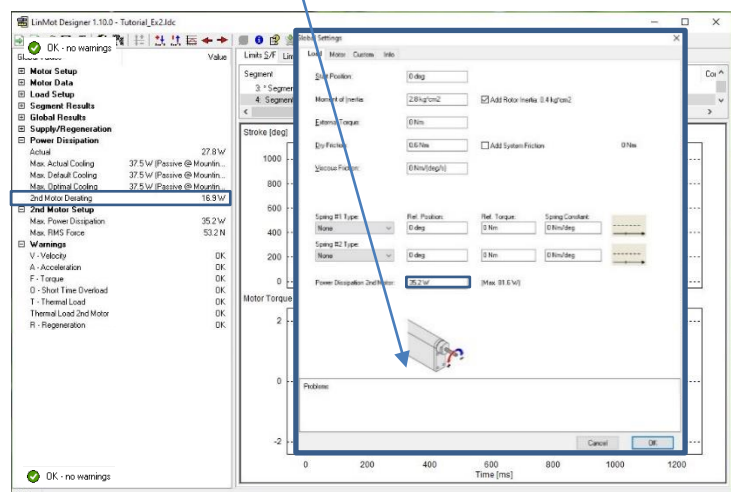 LinMot Designer 1.10.0 - Tutorial_Ex2.ldc
OK - no warnings
Value
Motor Setup
Motor Data
Load Setup
Segment Results
Global Results
Supply/Regeneration
Power Dissipation
Actual 27.8 W
Max. Actual Cooling 37.5 W (Passive @ Mountin...
Max. Default Cooling 37.5 W (Passive @ Mountin...
Max. Optimal Cooling 37.5 W (Passive @ Mountin...
2nd Motor Derating 16.9 W
2nd Motor Setup
Max. Power Dissipation 35.2 W
Max. RMS Force 53.2 N
Warnings
V - Velocity OK
A - Acceleration OK
F - Torque OK
O - Short Time Overload OK
T - Thermal Load OK
Thermal Load 2nd Motor OK
R - Regeneration OK
OK - no warnings
Limits S/F
Segment
3: * Segmen
4: Segment
Stroke [deg]
1000
800
600
400
200
0
Motor Torque
2
0
-2
0 200 400 600 800 1000 1200
Time [ms]
Global Settings
Load Motor Custom Info
Start Position: 0 deg
Moment of Inertia: 2.8 kg*cm2 Add Rotor Inertia: 0.4 kg*cm2
External Torque: 0 Nm
Dry Friction: 0.6 Nm Add System Friction 0 Nm
Viscous Friction: 0 Nm/(deg/s)
Spring #1 Type: Ref. Position: Ref. Torque: Spring Constant:
None 0 deg 0 Nm 0 Nm/deg
Spring #2 Type:
None 0 deg 0 Nm 0 Nm/deg
Power Dissipation 2nd Motor: 35.2 W (Max. 91.6 W)
Problems:
Cancel OK